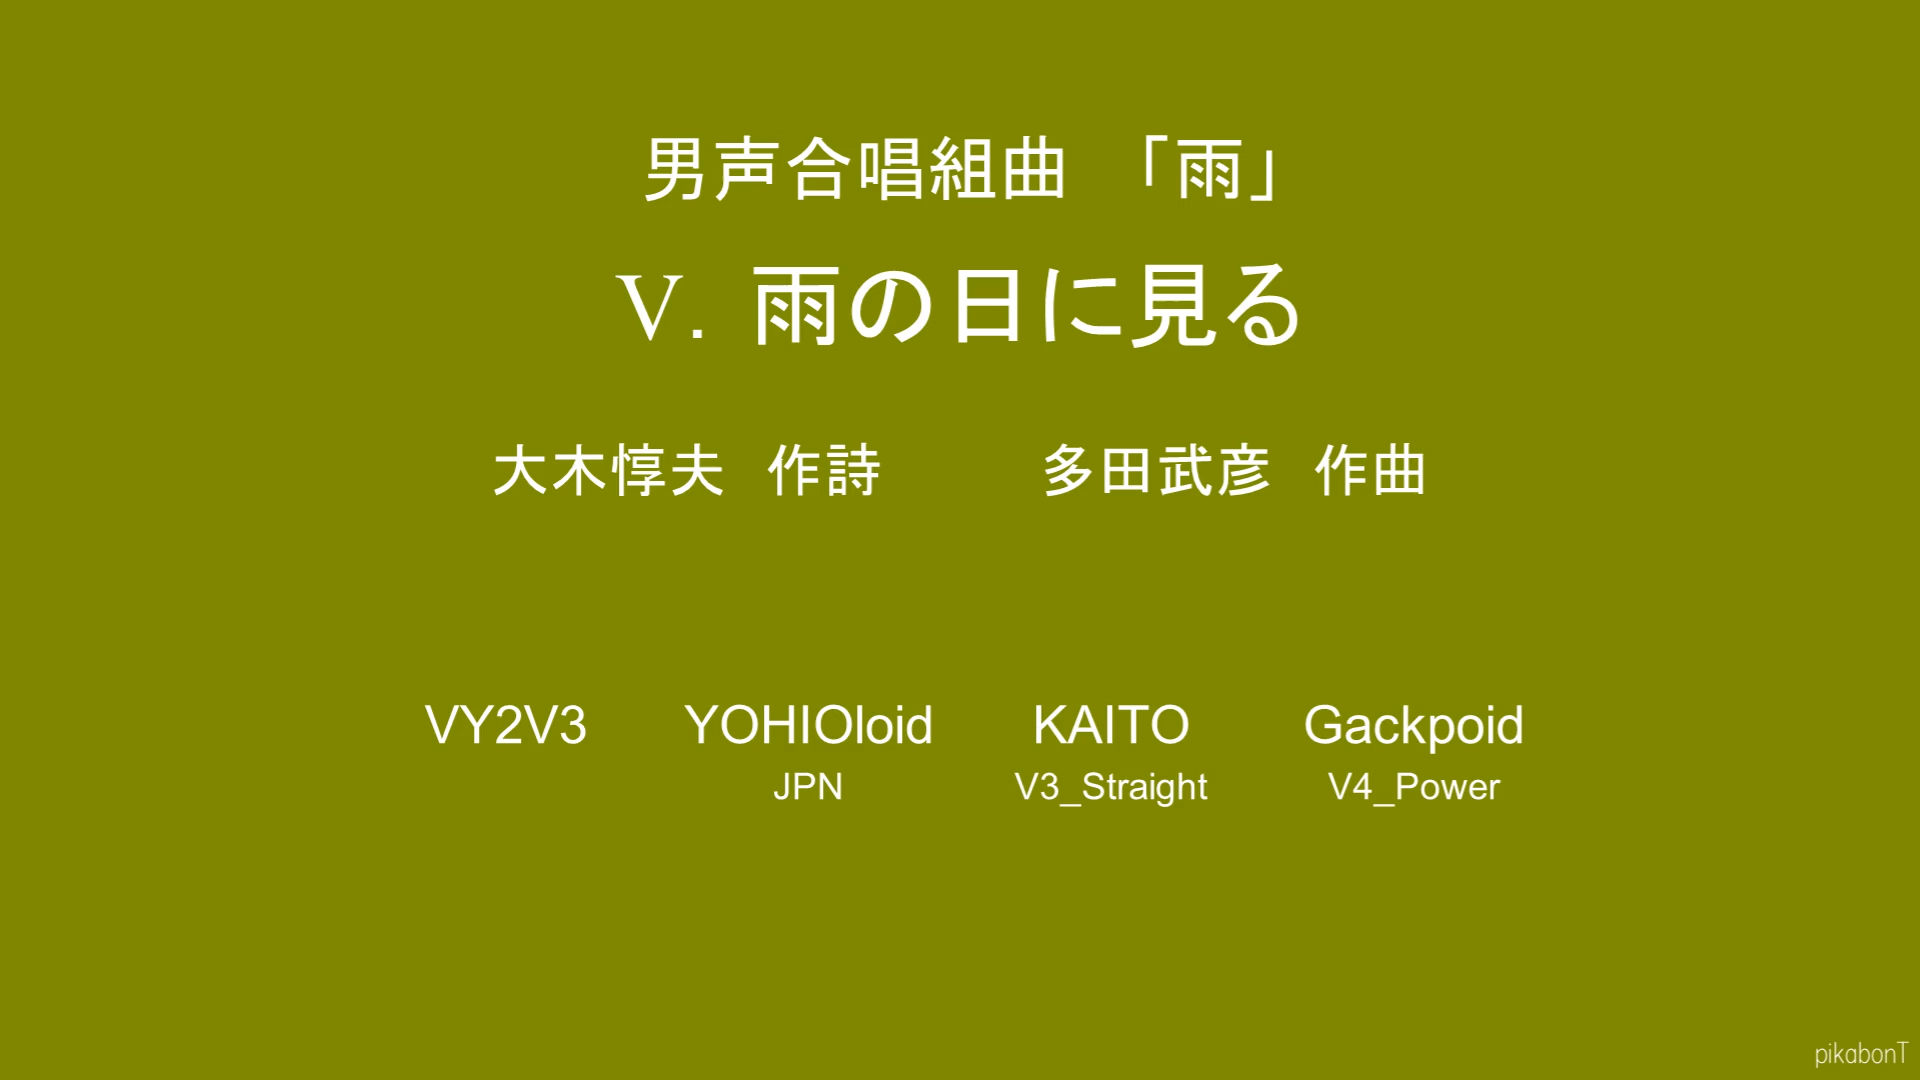 男声合唱組曲　「雨」
V. 雨の日に見る
大木惇夫　作詩　　　多田武彦　作曲
VY2V3　YOHIOloid　KAITO　Gackpoid
JPN　V3_Straight　V4_Power
pikabonT